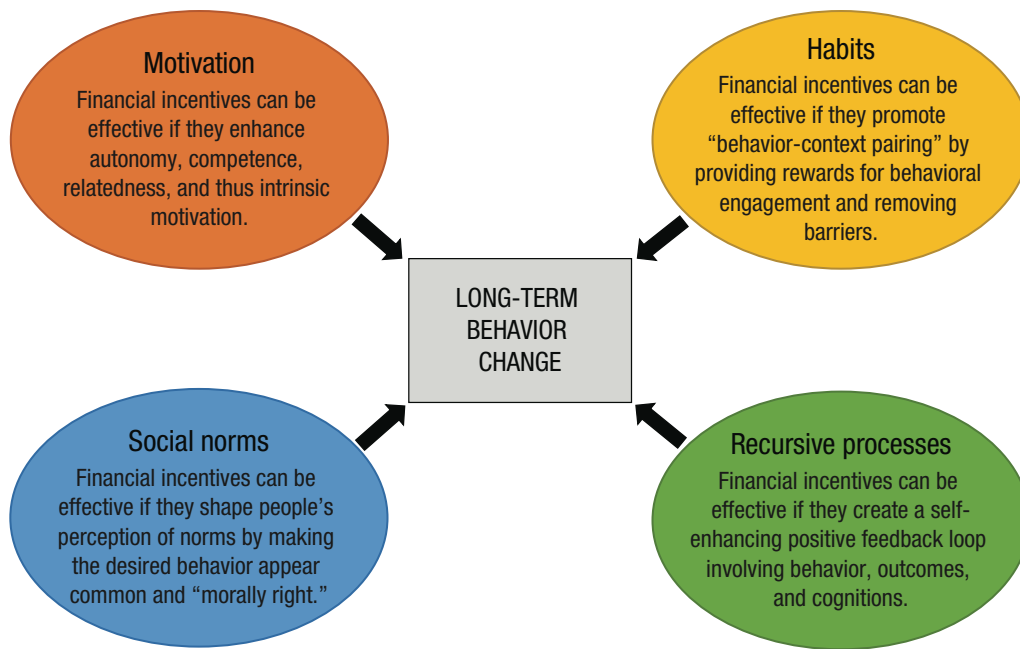 Motivation
Financial incentives can be
effective if they enhance
autonomy, competence,
relatedness, and thus intrinsic
motivation.
Habits
Financial incentives can be
effective if they promote
“behavior-context pairing” by
providing rewards for behavioral
engagement and removing
barriers.
LONG-TERM
BEHAVIOR
CHANGE
Social norms
Financial incentives can be
effective if they shape people’s
perception of norms by making
the desired behavior appear
common and “morally right.”
Recursive processes
Financial incentives can be
effective if they create a self-
enhancing positive feedback loop
involving behavior, outcomes,
and cognitions.